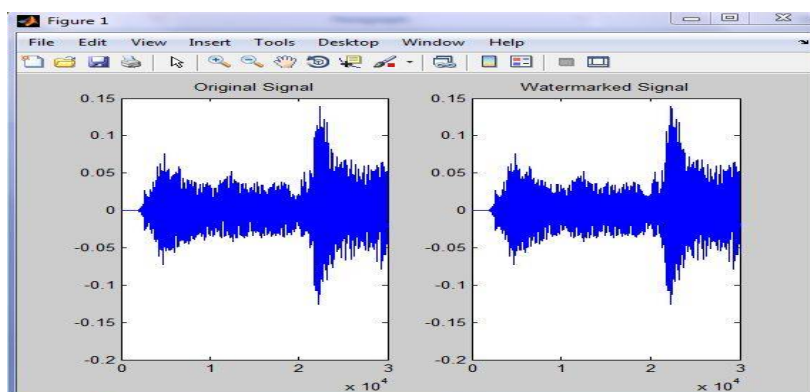 Figure 1
File Edit View Insert Tools Desktop Window Help
Original Signal
0.15
0.1
0.05
0
-0.05
-0.1
-0.15
-0.2
0 1 2 3
x 10^4
Watermarked Signal
0.15
0.1
0.05
0
-0.05
-0.1
-0.15
-0.2
0 1 2 3
x 10^4